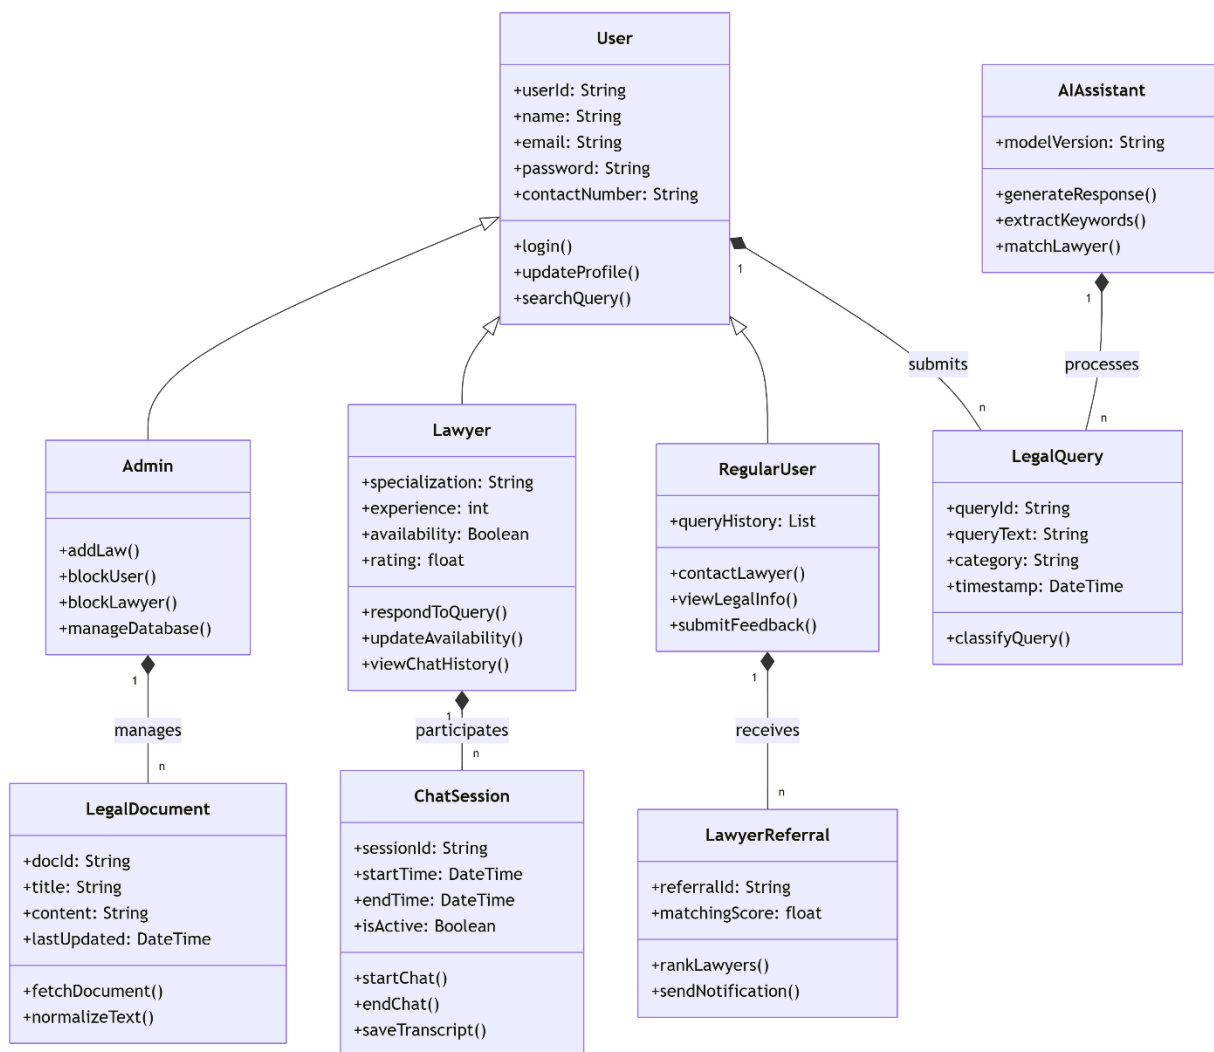 User
+userId: String
+name: String
+email: String
+password: String
+contactNumber: String
+login()
+updateProfile()
+searchQuery()
AIAssistant
+modelVersion: String
+generateResponse()
+extractKeywords()
+matchLawyer()
1
1
submits
processes
n
n
Admin
+addLaw()
+blockUser()
+blockLawyer()
+manageDatabase()
Lawyer
+specialization: String
+experience: int
+availability: Boolean
+rating: float
+respondToQuery()
+updateAvailability()
+viewChatHistory()
RegularUser
+queryHistory: List
+contactLawyer()
+viewLegalInfo()
+submitFeedback()
LegalQuery
+queryId: String
+queryText: String
+category: String
+timestamp: DateTime
+classifyQuery()
1
manages
n
1
participates
n
1
receives
n
LegalDocument
+docId: String
+title: String
+content: String
+lastUpdated: DateTime
+fetchDocument()
+normalizeText()
ChatSession
+sessionId: String
+startTime: DateTime
+endTime: DateTime
+isActive: Boolean
+startChat()
+endChat()
+saveTranscript()
LawyerReferral
+referralId: String
+matchingScore: float
+rankLawyers()
+sendNotification()